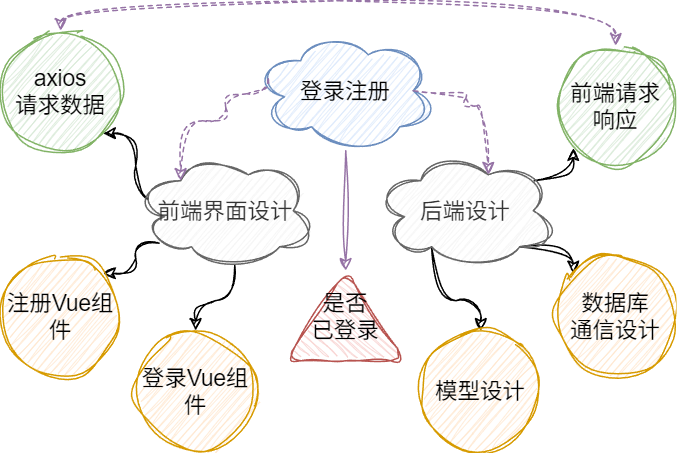 axios
请求数据
登录注册
前端请求
响应
前端界面设计
后端设计
注册Vue组
件
是否
已登录
数据库
通信设计
登录Vue组
件
模型设计